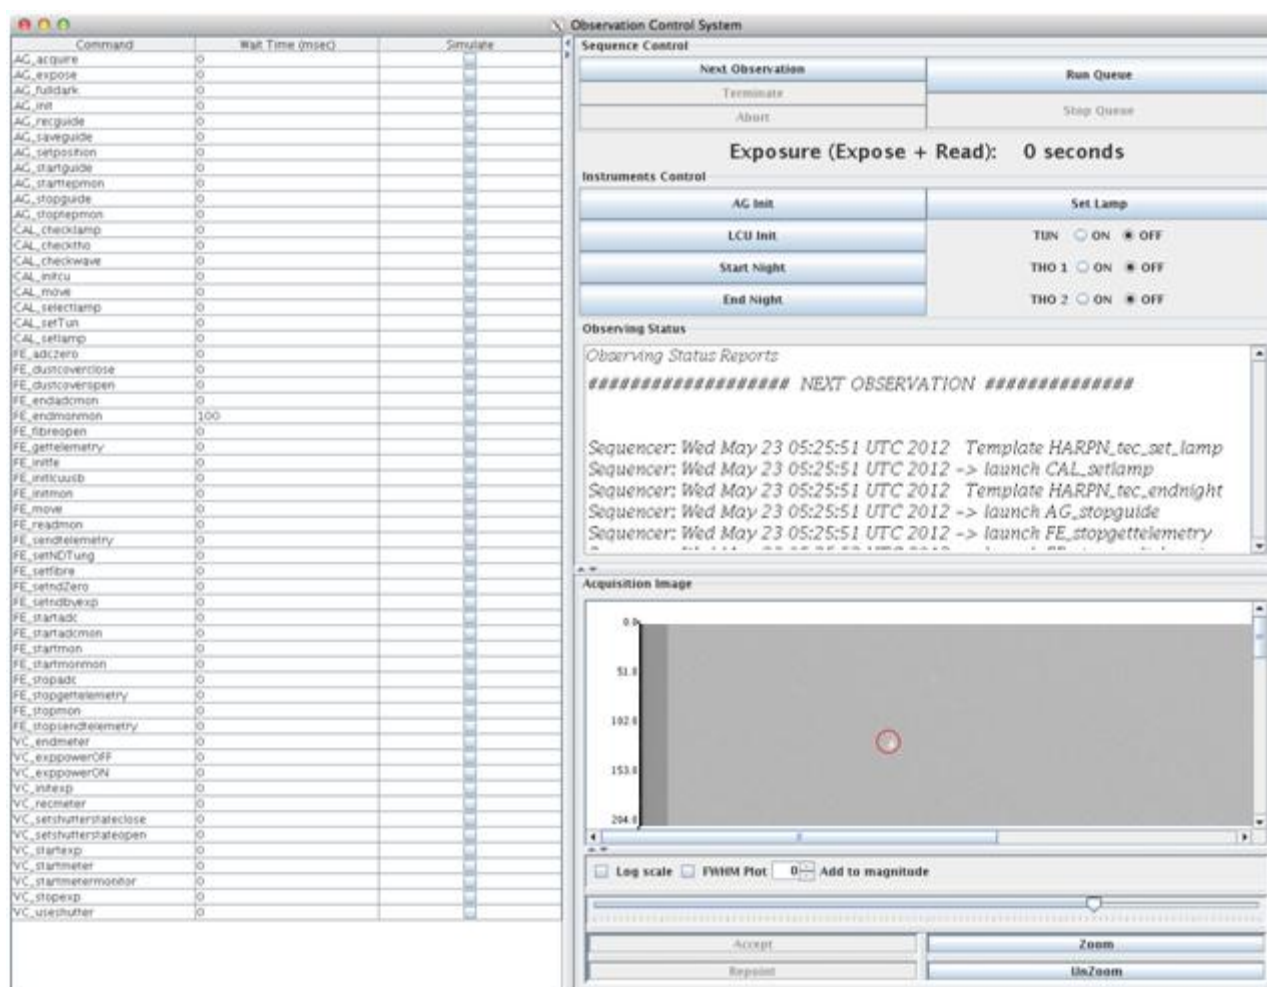 Observation Control System
Command Wait Time (msec) Simulate
AG_acquire 0
AG_expose 0
AG_fulldark 0
AG_init 0
AG_recguide 0
AG_saveguide 0
AG_setposition 0
AG_startguide 0
AG_starttepmon 0
AG_stopguide 0
AG_stoptepmon 0
CAL_checklamp 0
CAL_checktho 0
CAL_checkwave 0
CAL_initcu 0
CAL_move 0
CAL_selectlamp 0
CAL_setTun 0
CAL_setlamp 0
FE_adczero 0
FE_dustcoverclose 0
FE_dustcoveropen 0
FE_endadcmon 0
FE_endmonmon 100
FE_fibreopen 0
FE_gettelemetry 0
FE_initfe 0
FE_initlcuusb 0
FE_initmon 0
FE_move 0
FE_readmon 0
FE_sendtelemetry 0
FE_setNDTung 0
FE_setfibre 0
FE_setndZero 0
FE_setndbyexp 0
FE_startadc 0
FE_startadcmon 0
FE_startmon 0
FE_startmonmon 0
FE_stopadc 0
FE_stopgettelemetry 0
FE_stopmon 0
FE_stopsendtelemetry 0
VC_endmeter 0
VC_exppowerOFF 0
VC_exppowerON 0
VC_initexp 0
VC_recmeter 0
VC_setshutterstateclose 0
VC_setshutterstateopen 0
VC_startexp 0
VC_startmeter 0
VC_startmetermonitor 0
VC_stopexp 0
VC_useshutter 0
Sequence Control
Next Observation
Run Queue
Terminate
Abort
Stop Queue
Exposure (Expose + Read): 0 seconds
Instruments Control
AG Init Set Lamp
LCU Init TUN ON OFF
Start Night THO 1 ON OFF
End Night THO 2 ON OFF
Observing Status
Observing Status Reports
################### NEXT OBSERVATION ##############
Sequencer: Wed May 23 05:25:51 UTC 2012 Template HARPN_tec_set_lamp
Sequencer: Wed May 23 05:25:51 UTC 2012 -> launch CAL_setlamp
Sequencer: Wed May 23 05:25:51 UTC 2012 Template HARPN_tec_endnight
Sequencer: Wed May 23 05:25:51 UTC 2012 -> launch AG_stopguide
Sequencer: Wed May 23 05:25:51 UTC 2012 -> launch FE_stopgettelemetry
Acquisition Image
0.0
51.0
102.0
153.0
204.0
Log scale FWHM Plot 0 Add to magnitude
Accept Zoom
Repoint UnZoom